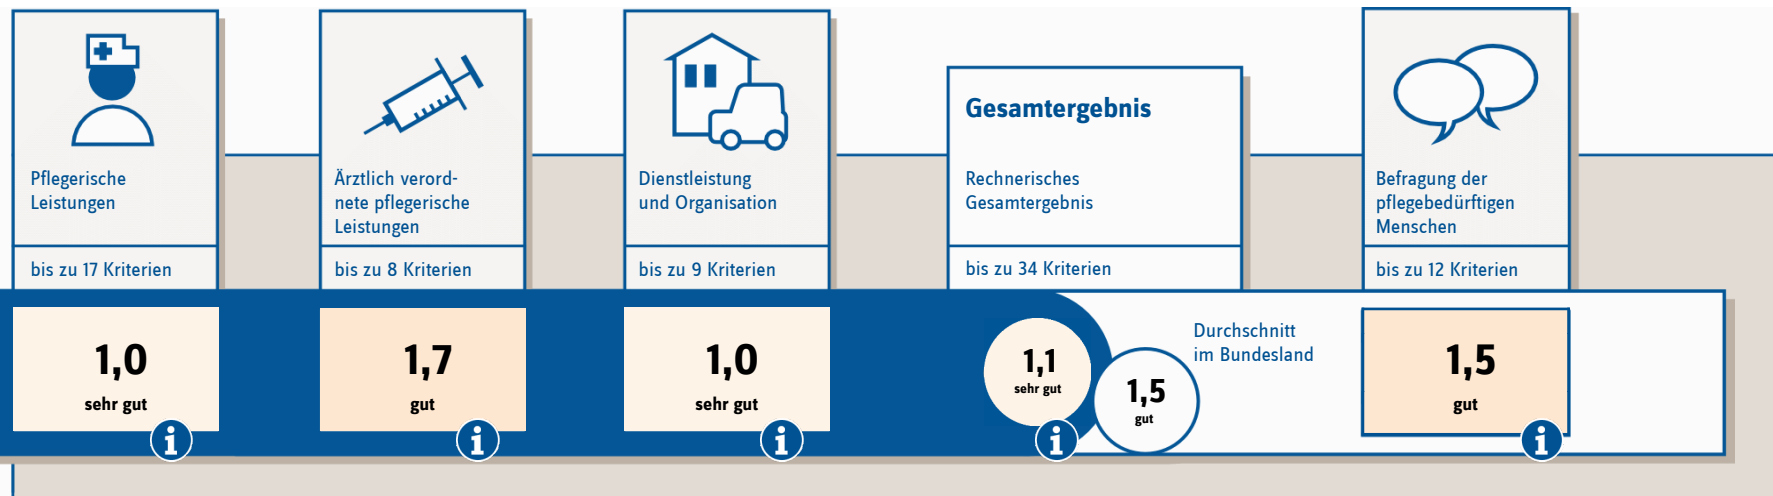 Pflegerische
Leistungen
bis zu 17 Kriterien
1,0
sehr gut
i
Ärztlich verord-
nete pflegerische
Leistungen
bis zu 8 Kriterien
1,7
gut
i
Dienstleistung
und Organisation
bis zu 9 Kriterien
1,0
sehr gut
i
Gesamtergebnis
Rechnerisches
Gesamtergebnis
bis zu 34 Kriterien
1,1
sehr gut
i
1,5
gut
Durchschnitt
im Bundesland
Befragung der
pflegebedürftigen
Menschen
bis zu 12 Kriterien
1,5
gut
i